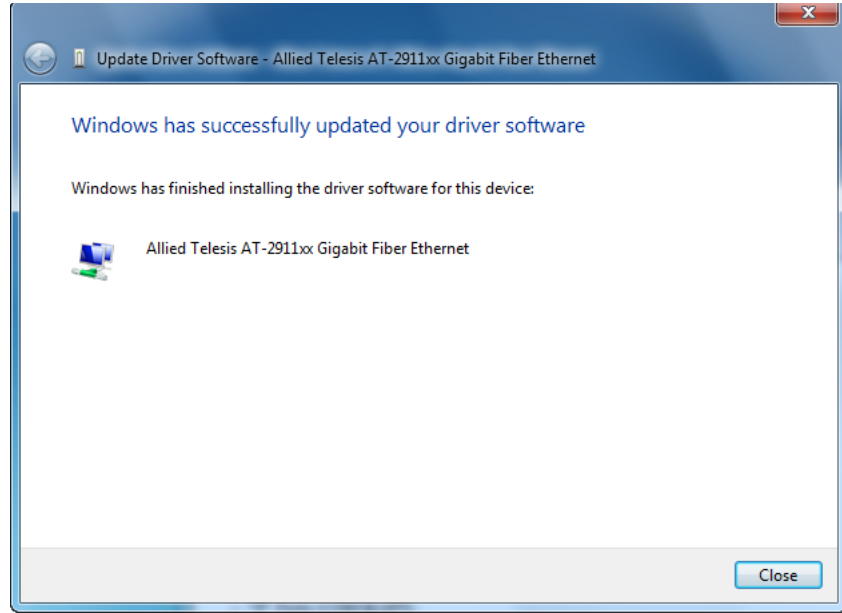 Update Driver Software - Allied Telesis AT-2911xx Gigabit Fiber Ethernet
Windows has successfully updated your driver software
Windows has finished installing the driver software for this device:
Allied Telesis AT-2911xx Gigabit Fiber Ethernet
Close